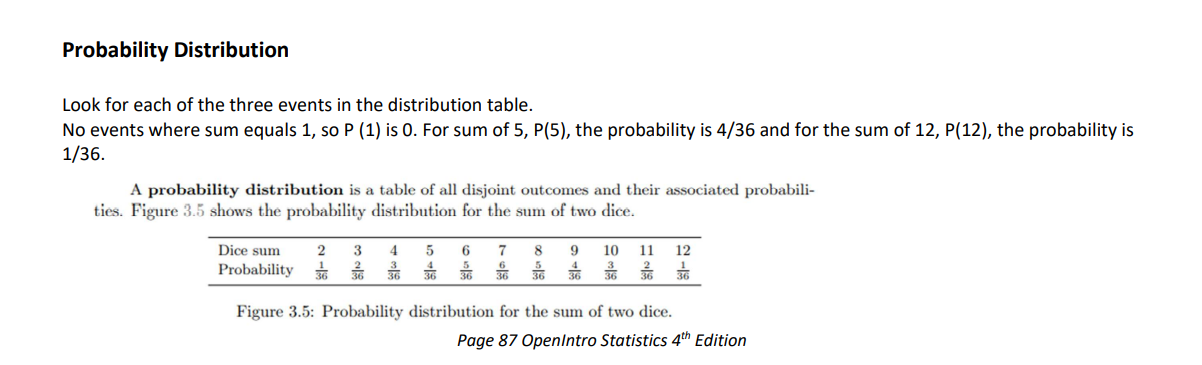 Probability Distribution
Look for each of the three events in the distribution table.
No events where sum equals 1, so P (1) is 0. For sum of 5, P(5), the probability is 4/36 and for the sum of 12, P(12), the probability is
1/36.
A probability distribution is a table of all disjoint outcomes and their associated probabili-
ties. Figure 3.5 shows the probability distribution for the sum of two dice.
Dice sum 2 3 4 5 6 7 8 9 10 11 12
Probability 1/36 2/36 3/36 4/36 5/36 6/36 5/36 4/36 3/36 2/36 1/36
Figure 3.5: Probability distribution for the sum of two dice.
Page 87 OpenIntro Statistics 4th Edition